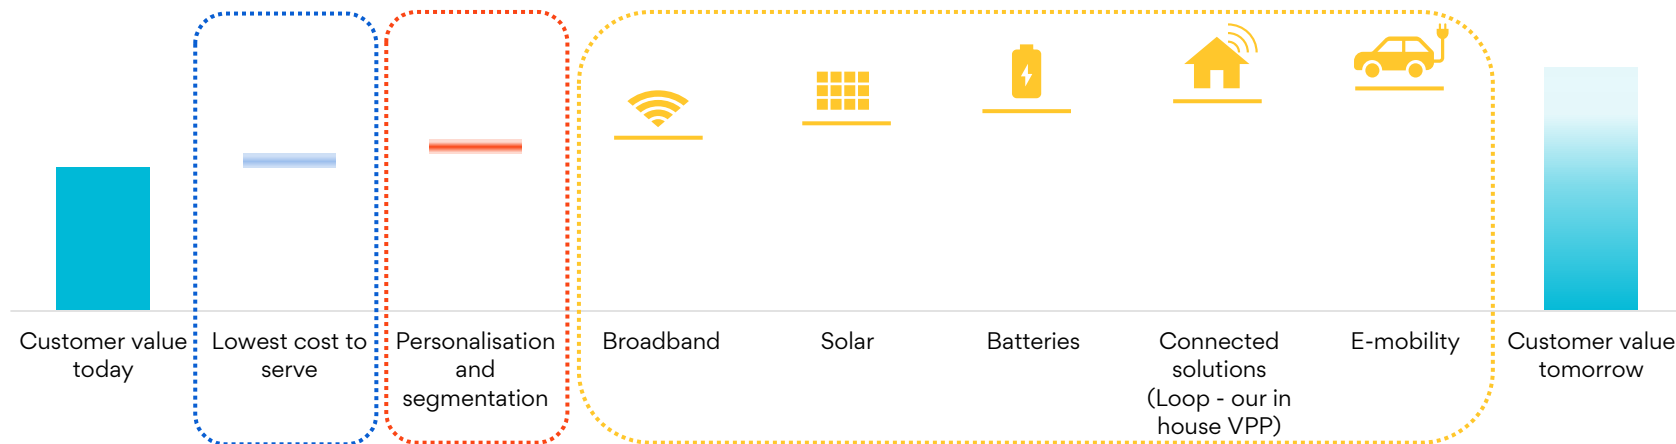 Customer value
today
Lowest cost to
serve
Personalisation
and
segmentation
Broadband
Solar
Batteries
Connected
solutions
(Loop - our in
house VPP)
E-mobility
Customer value
tomorrow